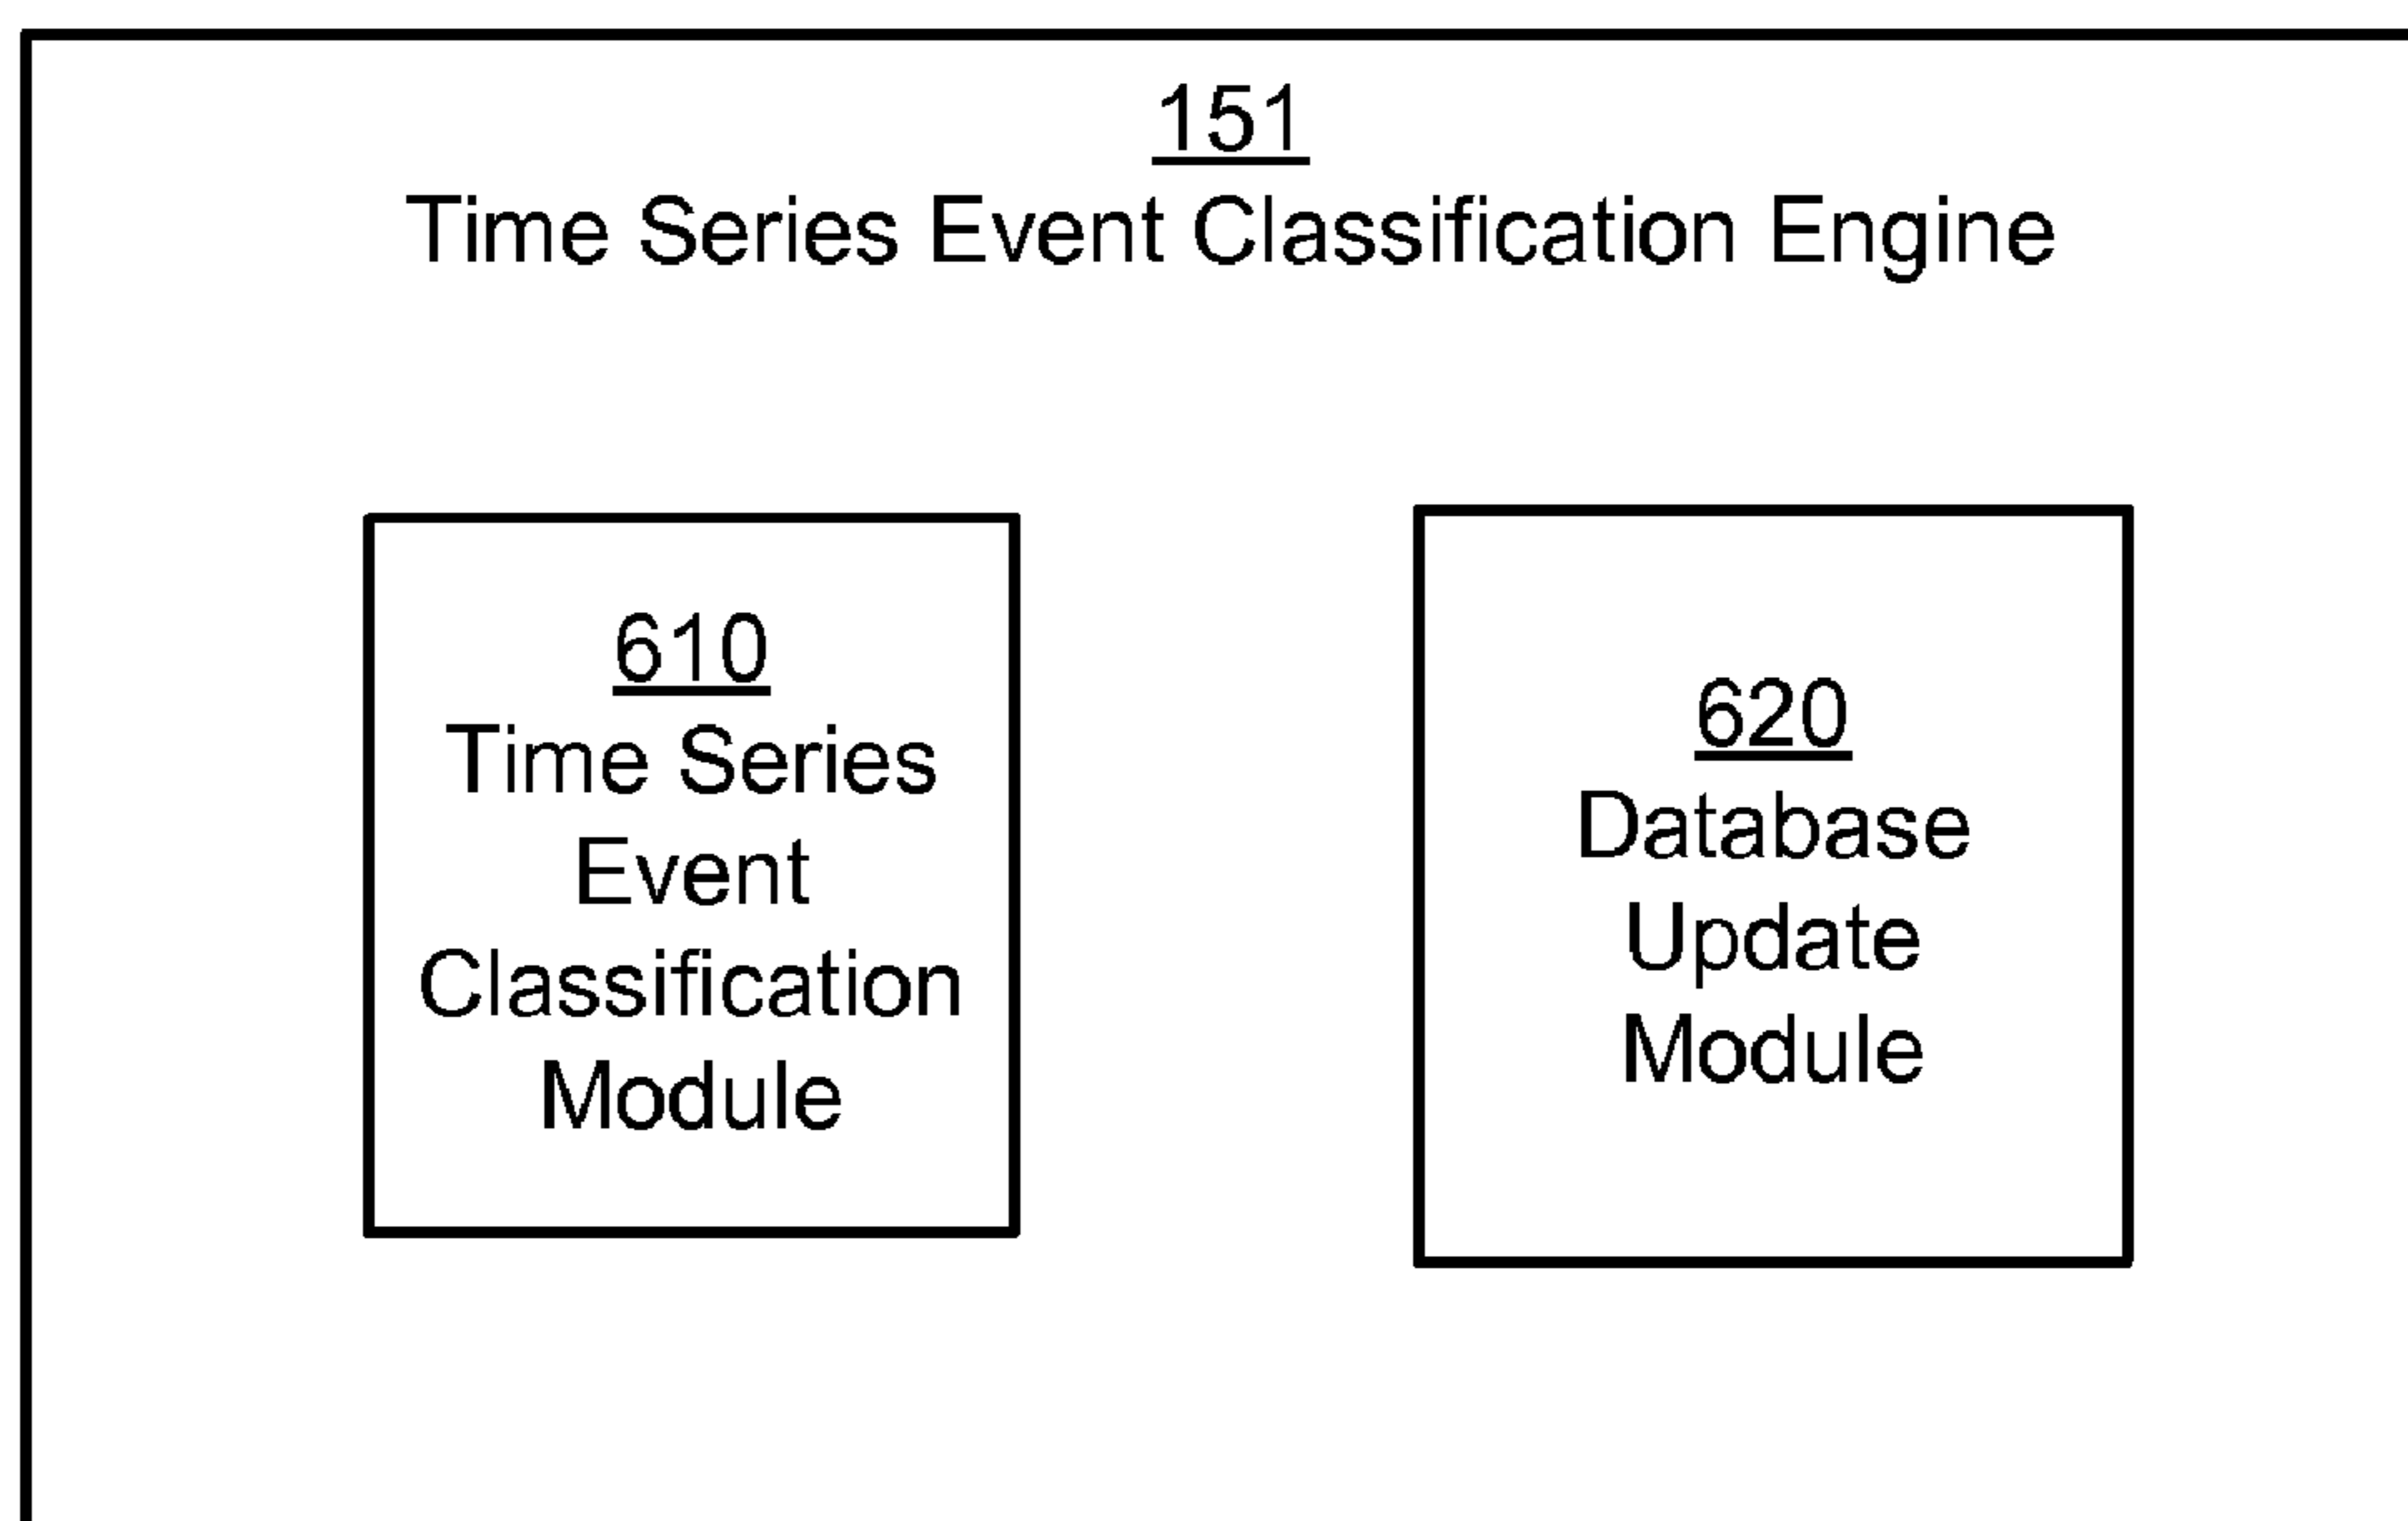 151
Time Series Event Classification Engine
610
Time Series
Event
Classification
Module
620
Database
Update
Module